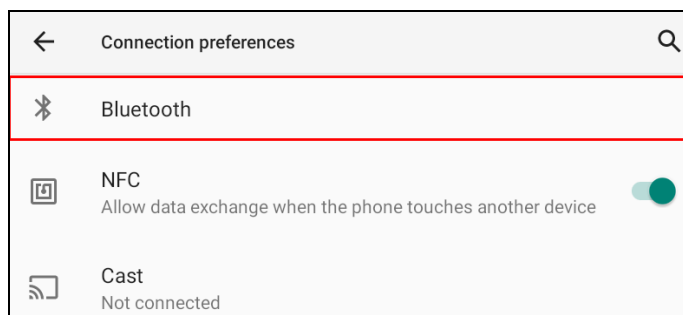 Connection preferences
Bluetooth
NFC
Allow data exchange when the phone touches another device
Cast
Not connected